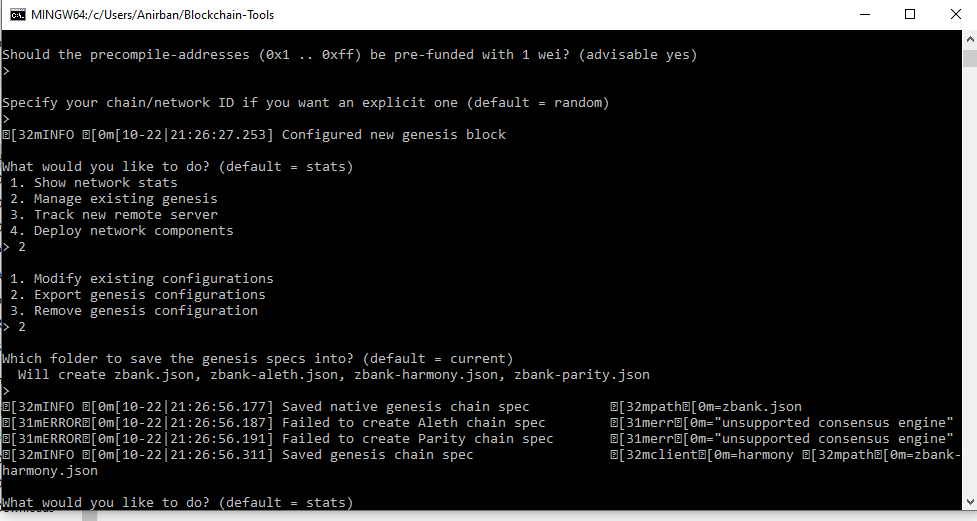 MINGW64:/c/Users/Anirban/Blockchain-Tools
Should the precompile-addresses (0x1 .. 0xff) be pre-funded with 1 wei? (advisable yes)
>
Specify your chain/network ID if you want an explicit one (default = random)
>
[32mINFO [0m[10-22|21:26:27.253] Configured new genesis block
What would you like to do? (default = stats)
1. Show network stats
2. Manage existing genesis
3. Track new remote server
4. Deploy network components
> 2
1. Modify existing configurations
2. Export genesis configurations
3. Remove genesis configuration
> 2
Which folder to save the genesis specs into? (default = current)
Will create zbank.json, zbank-aleth.json, zbank-harmony.json, zbank-parity.json
>
[32mINFO [0m[10-22|21:26:56.177] Saved native genesis chain spec [32mpath[0m=zbank.json
[31mERROR[0m[10-22|21:26:56.187] Failed to create Aleth chain spec [31merr[0m="unsupported consensus engine"
[31mERROR[0m[10-22|21:26:56.191] Failed to create Parity chain spec [31merr[0m="unsupported consensus engine"
[32mINFO [0m[10-22|21:26:56.311] Saved genesis chain spec [32mclient[0m=harmony [32mpath[0m=zbank-
harmony.json
What would you like to do? (default = stats)